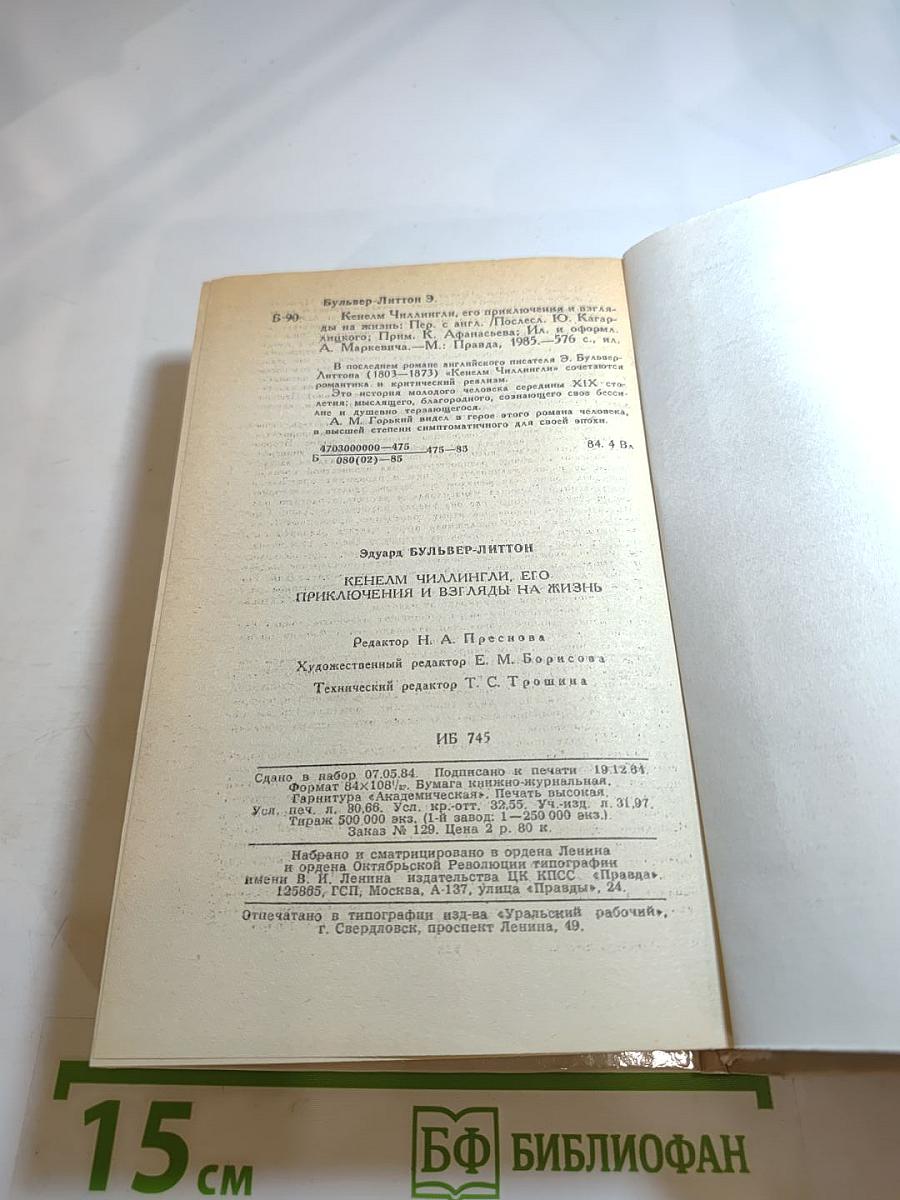 Бульвер-Литтон Э.
Б-90 Кенелм Чиллингли, его приключения и взгля-
ды на жизнь: Пер. с англ. /Послесл. Ю. Кагар-
лицкого; Прим. К. Афанасьева; Ил. и оформл.
А. Маркевича.—М.: Правда, 1985.—576 с., ил.
В последнем романе английского писателя Э. Бульвер-
Литтона (1803—1873) «Кенелм Чиллингли» сочетаются
романтика и критический реализм.
Это история молодого человека середины XIX сто-
летия; мыслящего, благородного, сознающего свое бесси-
лие и душевно терзающегося.
А. М. Горький видел в герое этого романа человека,
в высшей степени симптоматичного для своей эпохи.
Б 4703000000—475
080(02)—85 475—85 84. 4 Вл
Эдуард БУЛЬВЕР-ЛИТТОН
КЕНЕЛМ ЧИЛЛИНГЛИ, ЕГО
ПРИКЛЮЧЕНИЯ И ВЗГЛЯДЫ НА ЖИЗНЬ
Редактор Н. А. Преснова
Художественный редактор Е. М. Борисова
Технический редактор Т. С. Трошина
ИБ 745
Сдано в набор 07.05.84. Подписано к печати 19.12 84.
Формат 84×108¹/₃₂. Бумага книжно-журнальная.
Гарнитура «Академическая». Печать высокая.
Усл. печ. л. 30,66. Усл. кр.-отт. 32,55. Уч.-изд. л. 31,97.
Тираж 500 000 экз. (1-й завод: 1—250 000 экз.).
Заказ № 129. Цена 2 р. 80 к.
Набрано и сматрицировано в ордена Ленина
и ордена Октябрьской Революции типографии
имени В. И. Ленина издательства ЦК КПСС «Правда».
125865, ГСП, Москва, А-137, улица «Правды», 24.
Отпечатано в типографии изд-ва «Уральский рабочий»,
г. Свердловск, проспект Ленина, 49.
15 см
БФ БИБЛИОФАН